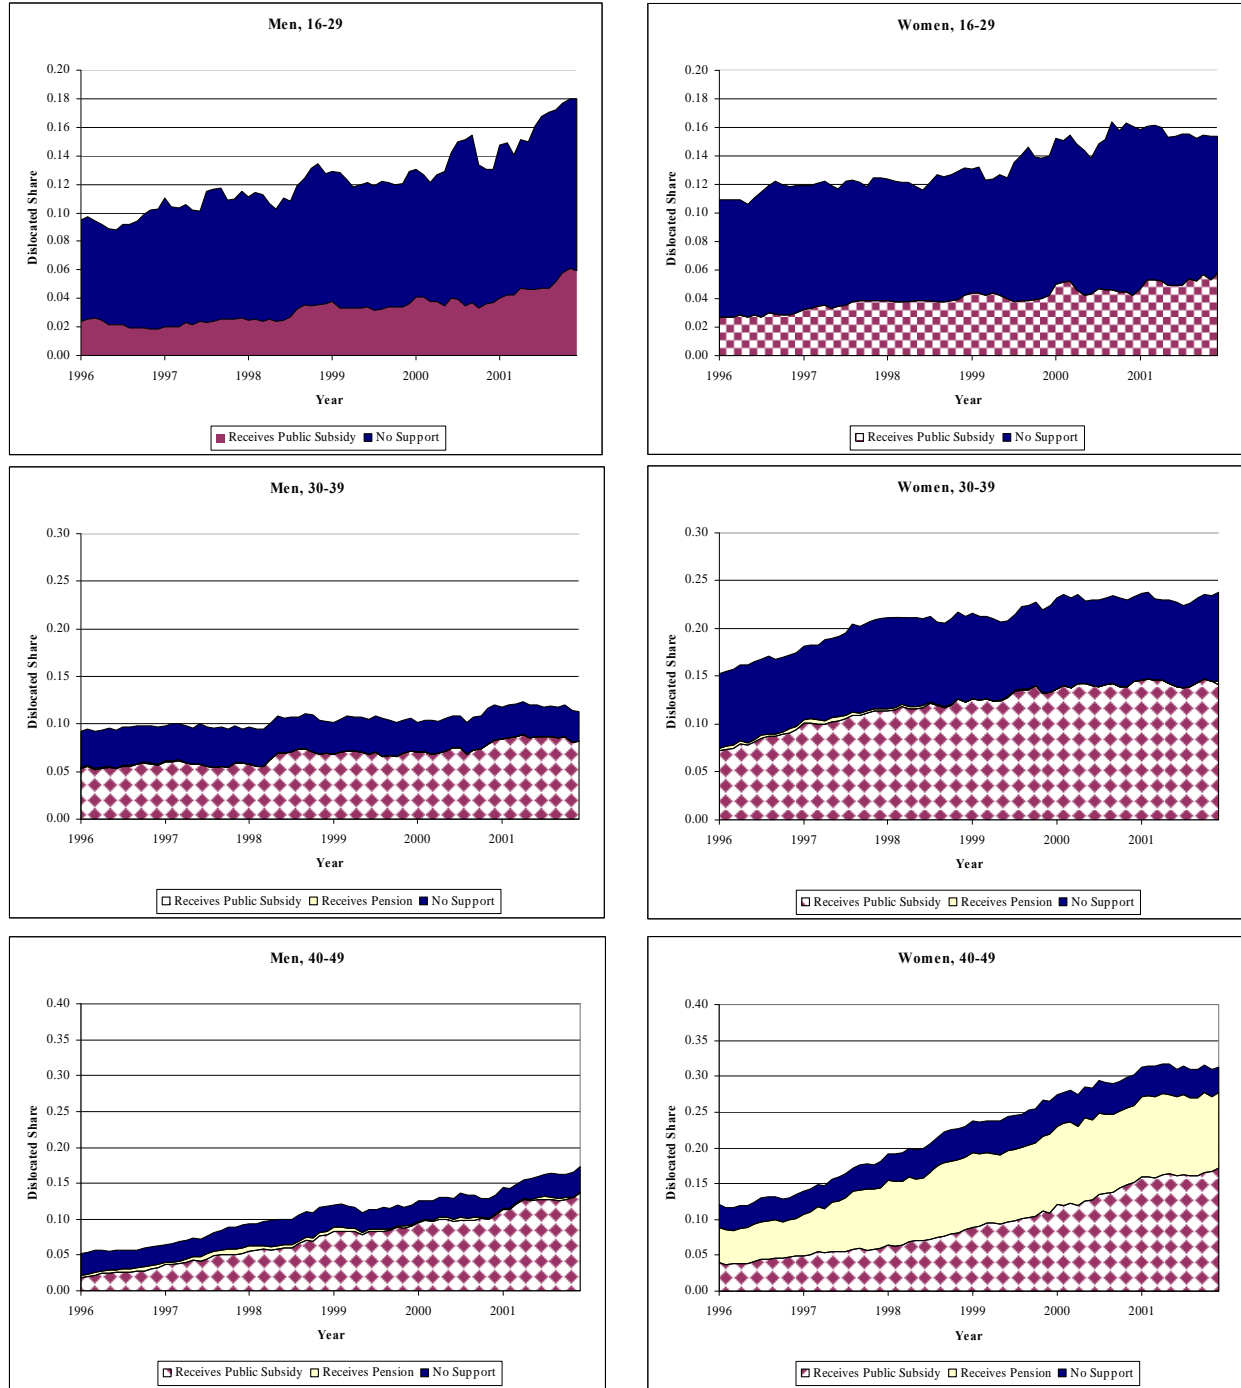 Men, 16-29
Dislocated Share
0.20
0.18
0.16
0.14
0.12
0.10
0.08
0.06
0.04
0.02
0.00
1996 1997 1998 1999 2000 2001
Year
Receives Public Subsidy No Support
Women, 16-29
Dislocated Share
0.20
0.18
0.16
0.14
0.12
0.10
0.08
0.06
0.04
0.02
0.00
1996 1997 1998 1999 2000 2001
Year
Receives Public Subsidy No Support
Men, 30-39
Dislocated Share
0.30
0.25
0.20
0.15
0.10
0.05
0.00
1996 1997 1998 1999 2000 2001
Year
Receives Public Subsidy Receives Pension No Support
Women, 30-39
Dislocated Share
0.30
0.25
0.20
0.15
0.10
0.05
0.00
1996 1997 1998 1999 2000 2001
Year
Receives Public Subsidy Receives Pension No Support
Men, 40-49
Dislocated Share
0.40
0.35
0.30
0.25
0.20
0.15
0.10
0.05
0.00
1996 1997 1998 1999 2000 2001
Year
Receives Public Subsidy Receives Pension No Support
Women, 40-49
Dislocated Share
0.40
0.35
0.30
0.25
0.20
0.15
0.10
0.05
0.00
1996 1997 1998 1999 2000 2001
Year
Receives Public Subsidy Receives Pension No Support